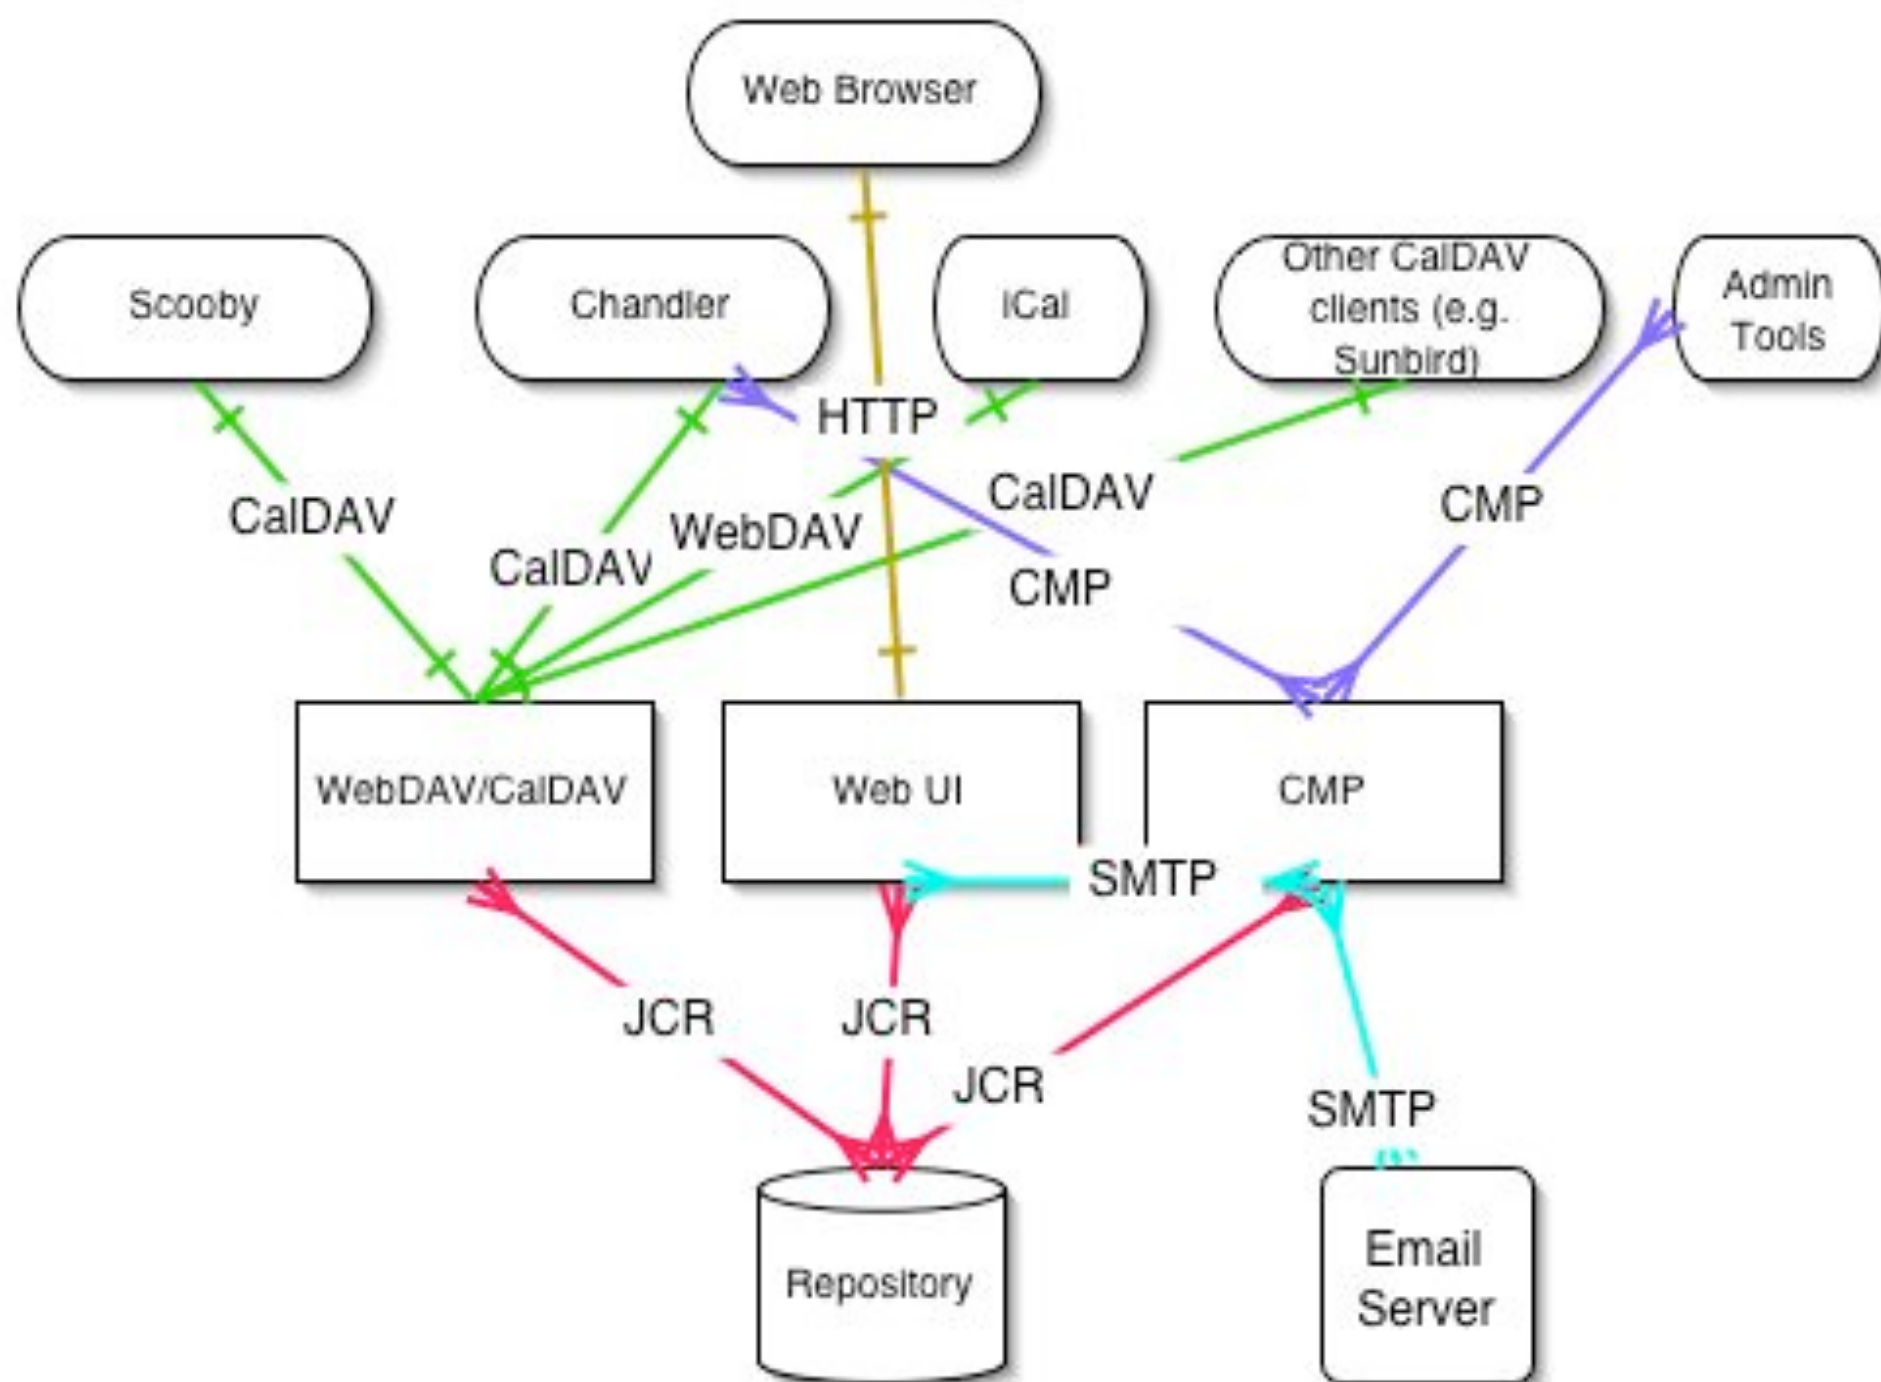 Web Browser
Scooby
Chandler
iCal
Other CalDAV
clients (e.g.
Sunbird)
Admin
Tools
HTTP
CalDAV
CalDAV
WebDAV
CalDAV
CMP
CMP
WebDAV/CalDAV
Web UI
CMP
SMTP
JCR
JCR
JCR
SMTP
Repository
Email
Server